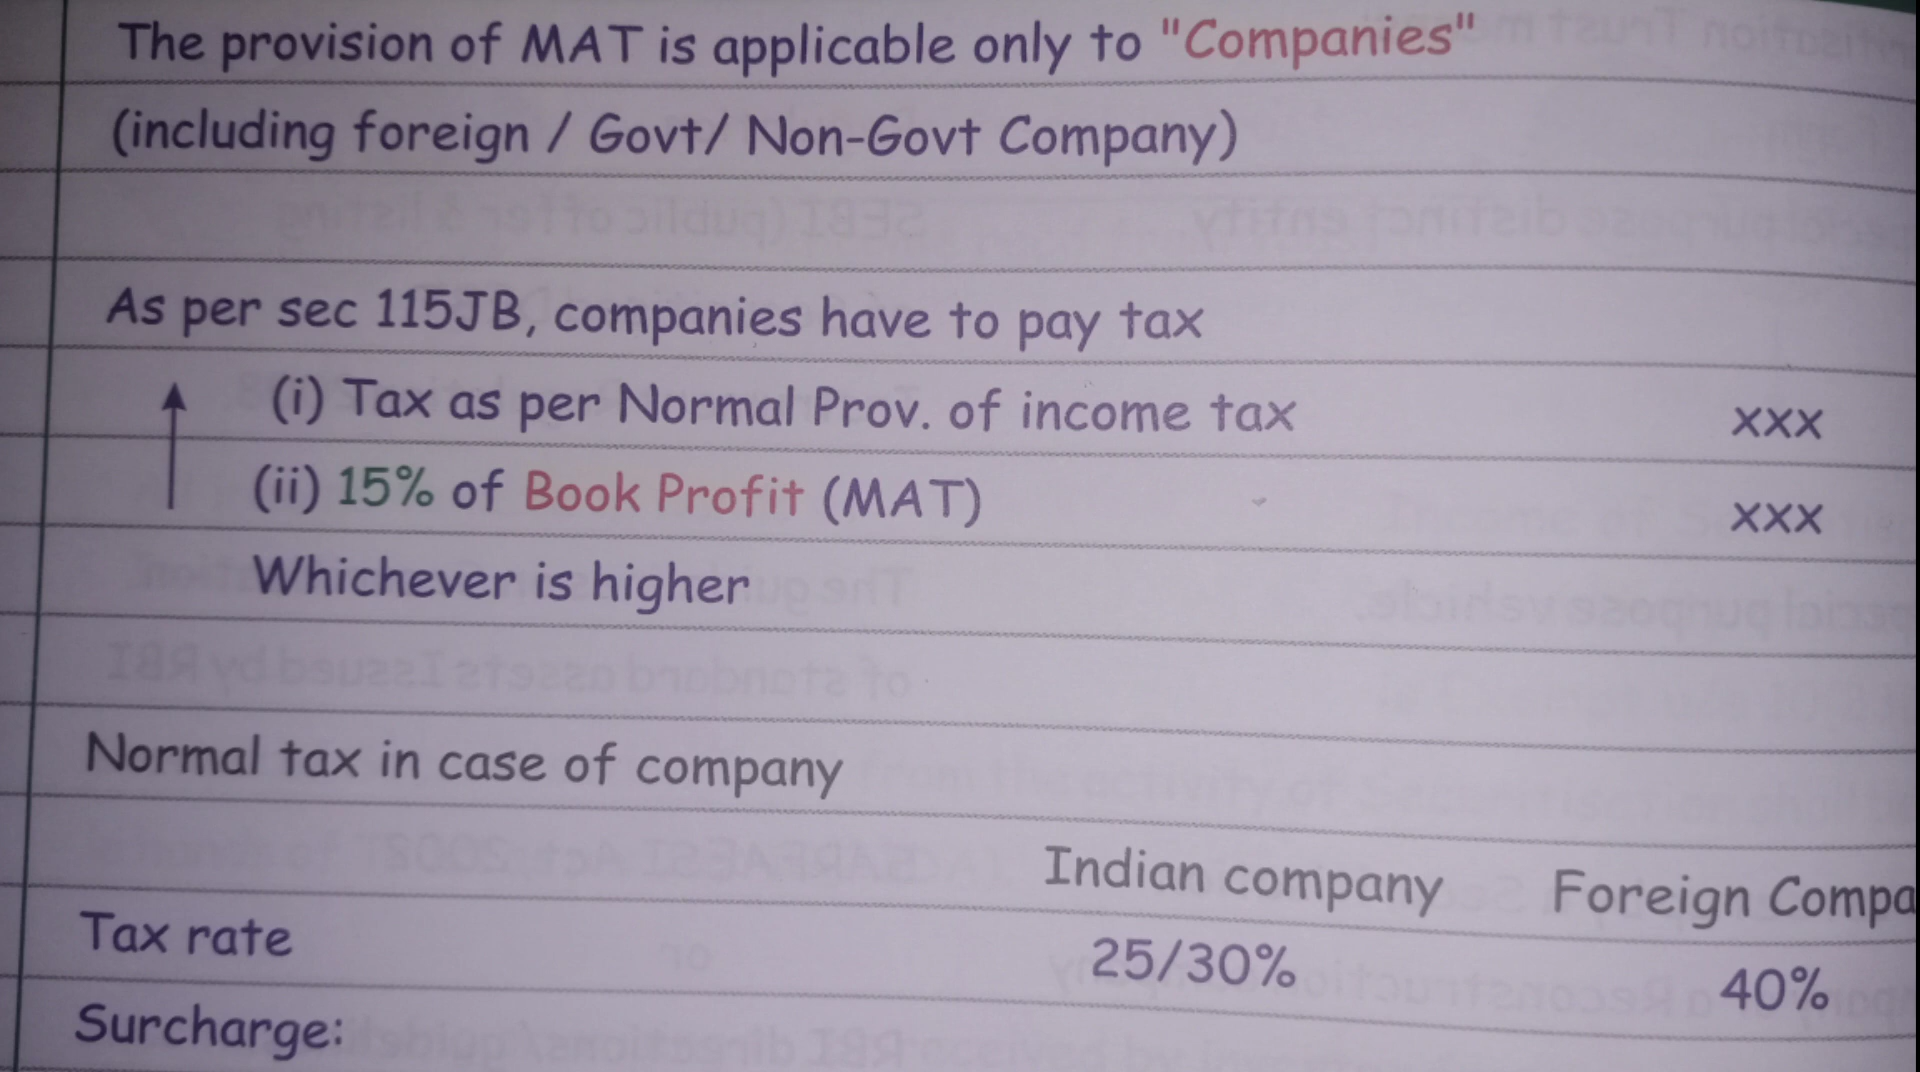 The provision of MAT is applicable only to "Companies"
(including foreign / Govt/ Non-Govt Company)
As per sec 115JB, companies have to pay tax
(i) Tax as per Normal Prov. of income tax xxx
(ii) 15% of Book Profit (MAT) xxx
Whichever is higher
Normal tax in case of company
Indian company Foreign Compa
Tax rate 25/30% 40%
Surcharge: